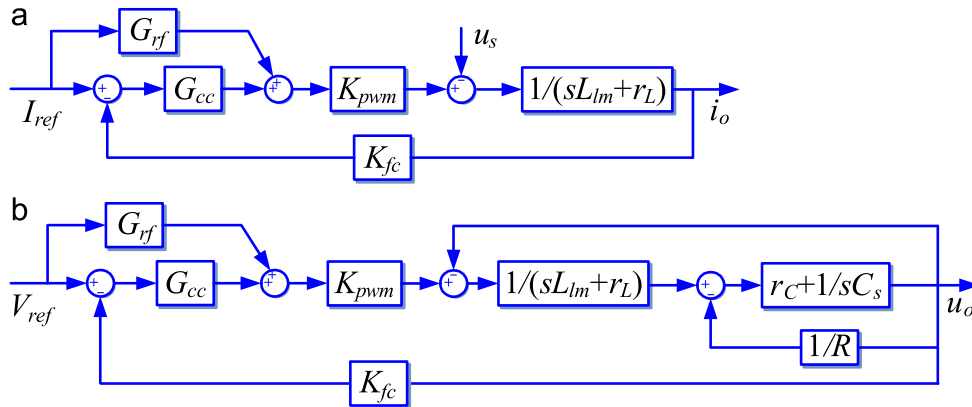 a
G_rf
u_s
+
-
G_cc
+
+
K_pwm
+
-
1/(sL_lm+r_L)
I_ref
i_o
K_fc
b
G_rf
+
-
G_cc
+
+
K_pwm
+
-
1/(sL_lm+r_L)
+
-
r_C+1/sC_s
V_ref
u_o
1/R
K_fc